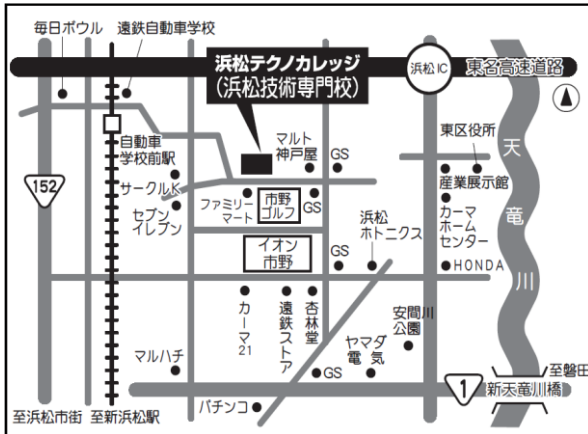 毎日ボウル
遠鉄自動車学校
浜松テクノカレッジ
(浜松技術専門校)
浜松IC
東名高速道路
自動車
学校前駅
マルト
神戸屋
GS
東区役所
天竜川
152
サークルK
セブン
イレブン
ファミリー
マート
市野
ゴルフ
GS
産業展示館
カーマ
ホーム
センター
イオン
市野
浜松
ホトニクス
GS
HONDA
カーマ21
遠鉄ストア
杏林堂
安間川
公園
マルハチ
GS
ヤマダ
電気
パチンコ
1
至磐田
新天竜川橋
至浜松市街
至新浜松駅